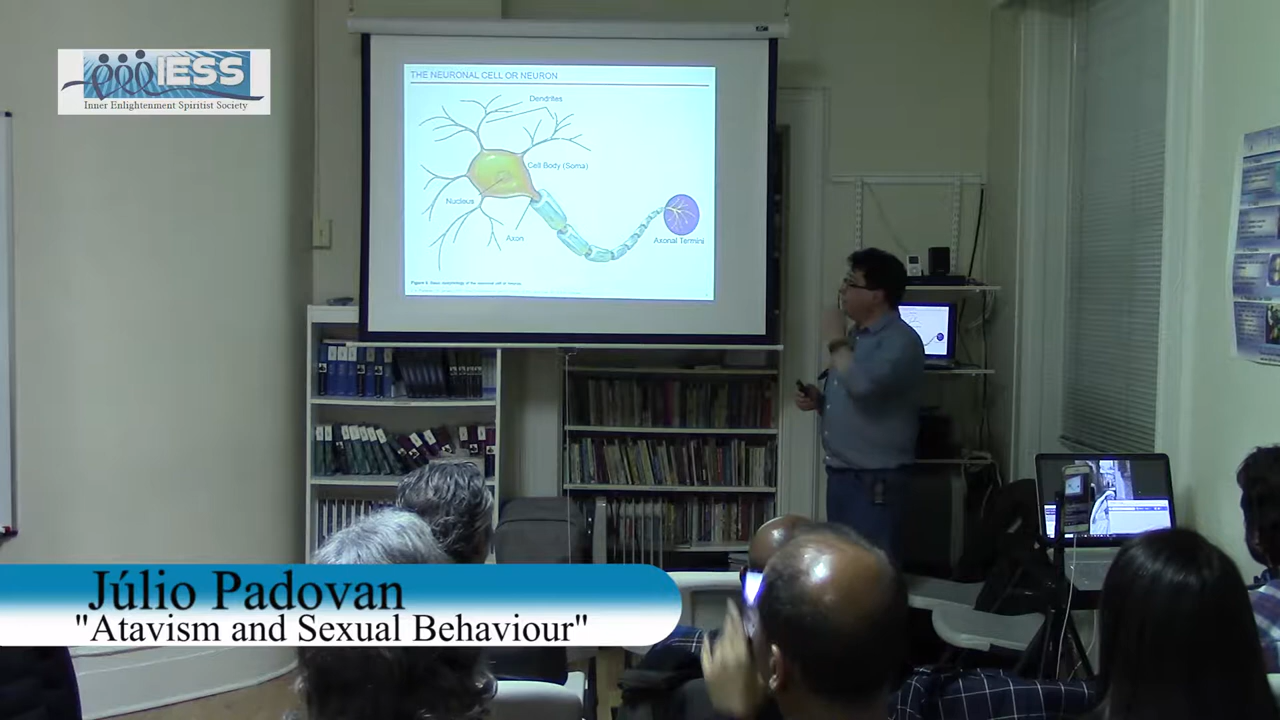 IESS
Inner Enlightenment Spiritist Society
THE NEURONAL CELL OR NEURON
Dendrites
Cell Body (Soma)
Nucleus
Axon
Axonal Termini
Júlio Padovan
"Atavism and Sexual Behaviour"